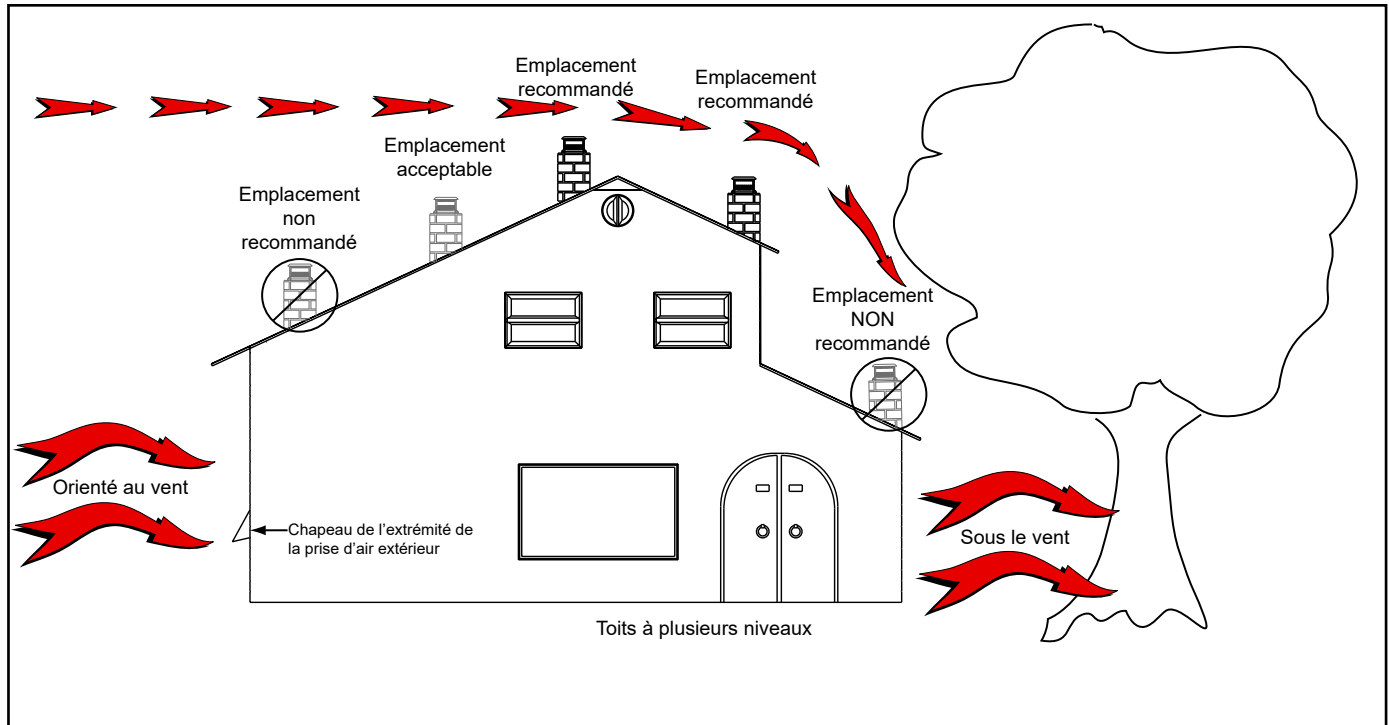 Emplacement
recommandé
Emplacement
recommandé
Emplacement
acceptable
Emplacement
non
recommandé
Emplacement
NON
recommandé
Orienté au vent
Chapeau de l’extrémité de
la prise d’air extérieur
Sous le vent
Toits à plusieurs niveaux